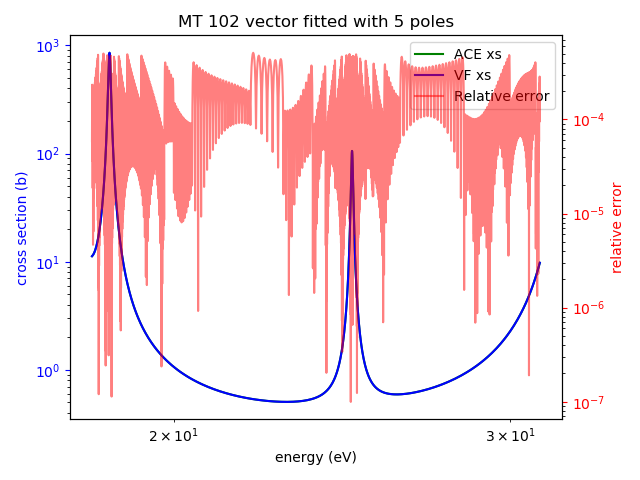 MT 102 vector fitted with 5 poles
ACE xs
VF xs
Relative error
10³
10²
10¹
10⁰
cross section (b)
10⁻⁴
10⁻⁵
10⁻⁶
10⁻⁷
relative error
2 × 10¹
3 × 10¹
energy (eV)